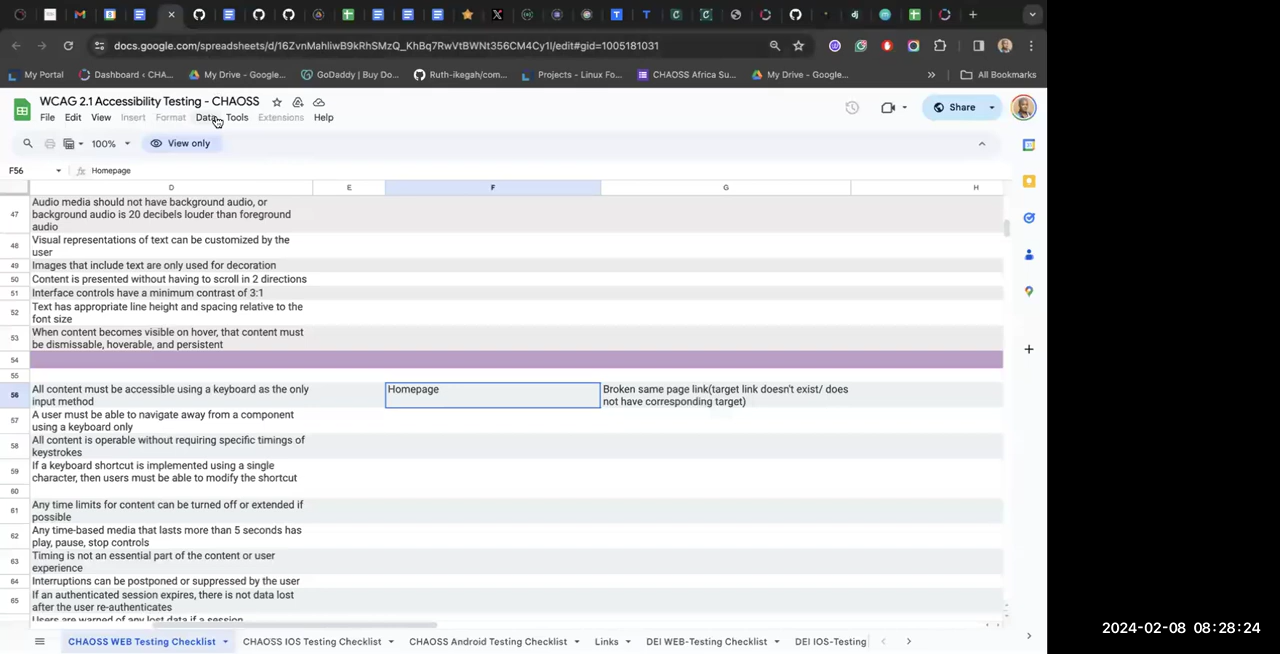 docs.google.com/spreadsheets/d/16ZvnMahliwB9kRhSMzQ_KhBq7RwVtBWNt356CM4Cy1I/edit#gid=1005181031
My Portal Dashboard ‹ CHA... My Drive - Google... GoDaddy | Buy Do... Ruth-ikegah/com... Projects - Linux Fo... CHAOSS Africa Su... My Drive - Google... » All Bookmarks
WCAG 2.1 Accessibility Testing - CHAOSS
Share
File Edit View Insert Format Data Tools Extensions Help
100% View only
F56 fx Homepage
D E F G H
47 Audio media should not have background audio, or
background audio is 20 decibels louder than foreground
audio
48 Visual representations of text can be customized by the
user
49 Images that include text are only used for decoration
50 Content is presented without having to scroll in 2 directions
51 Interface controls have a minimum contrast of 3:1
52 Text has appropriate line height and spacing relative to the
font size
53 When content becomes visible on hover, that content must
be dismissable, hoverable, and persistent
54
55
56 All content must be accessible using a keyboard as the only Homepage Broken same page link(target link doesn't exist/ does
input method not have corresponding target)
57 A user must be able to navigate away from a component
using a keyboard only
58 All content is operable without requiring specific timings of
keystrokes
59 If a keyboard shortcut is implemented using a single
character, then users must be able to modify the shortcut
60
61 Any time limits for content can be turned off or extended if
possible
62 Any time-based media that lasts more than 5 seconds has
play, pause, stop controls
63 Timing is not an essential part of the content or user
experience
64 Interruptions can be postponed or suppressed by the user
65 If an authenticated session expires, there is not data lost
after the user re-authenticates
Users are warned of any lost data if a session
CHAOSS WEB Testing Checklist CHAOSS IOS Testing Checklist CHAOSS Android Testing Checklist Links DEI WEB-Testing Checklist DEI IOS-Testing
2024-02-08 08:28:24